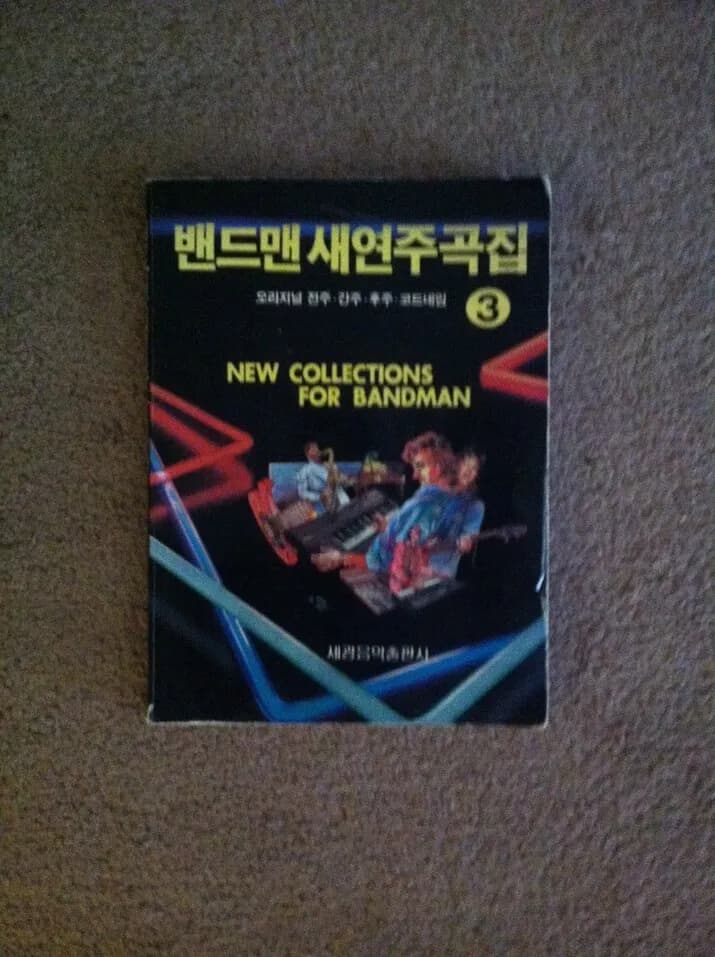 밴드맨 새연주곡집
오리지널 전주·간주·후주·코드네임
3
NEW COLLECTIONS
FOR BANDMAN
세광음악출판사